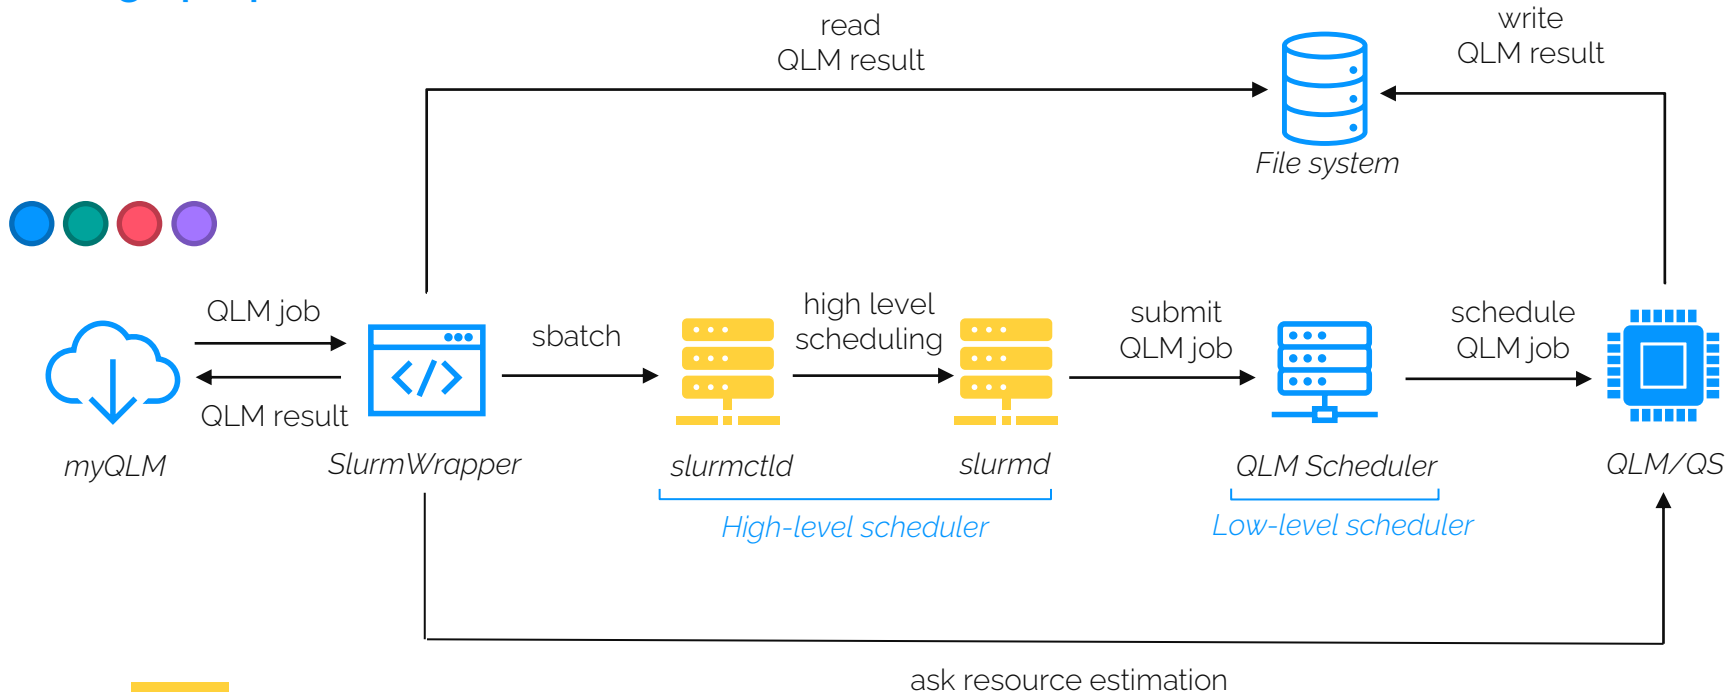 read
QLM result
write
QLM result
File system
QLM job
QLM result
sbatch
high level
scheduling
submit
QLM job
schedule
QLM job
</>
myQLM
SlurmWrapper
slurmctld
slurmd
QLM Scheduler
QLM/QS
High-level scheduler
Low-level scheduler
ask resource estimation